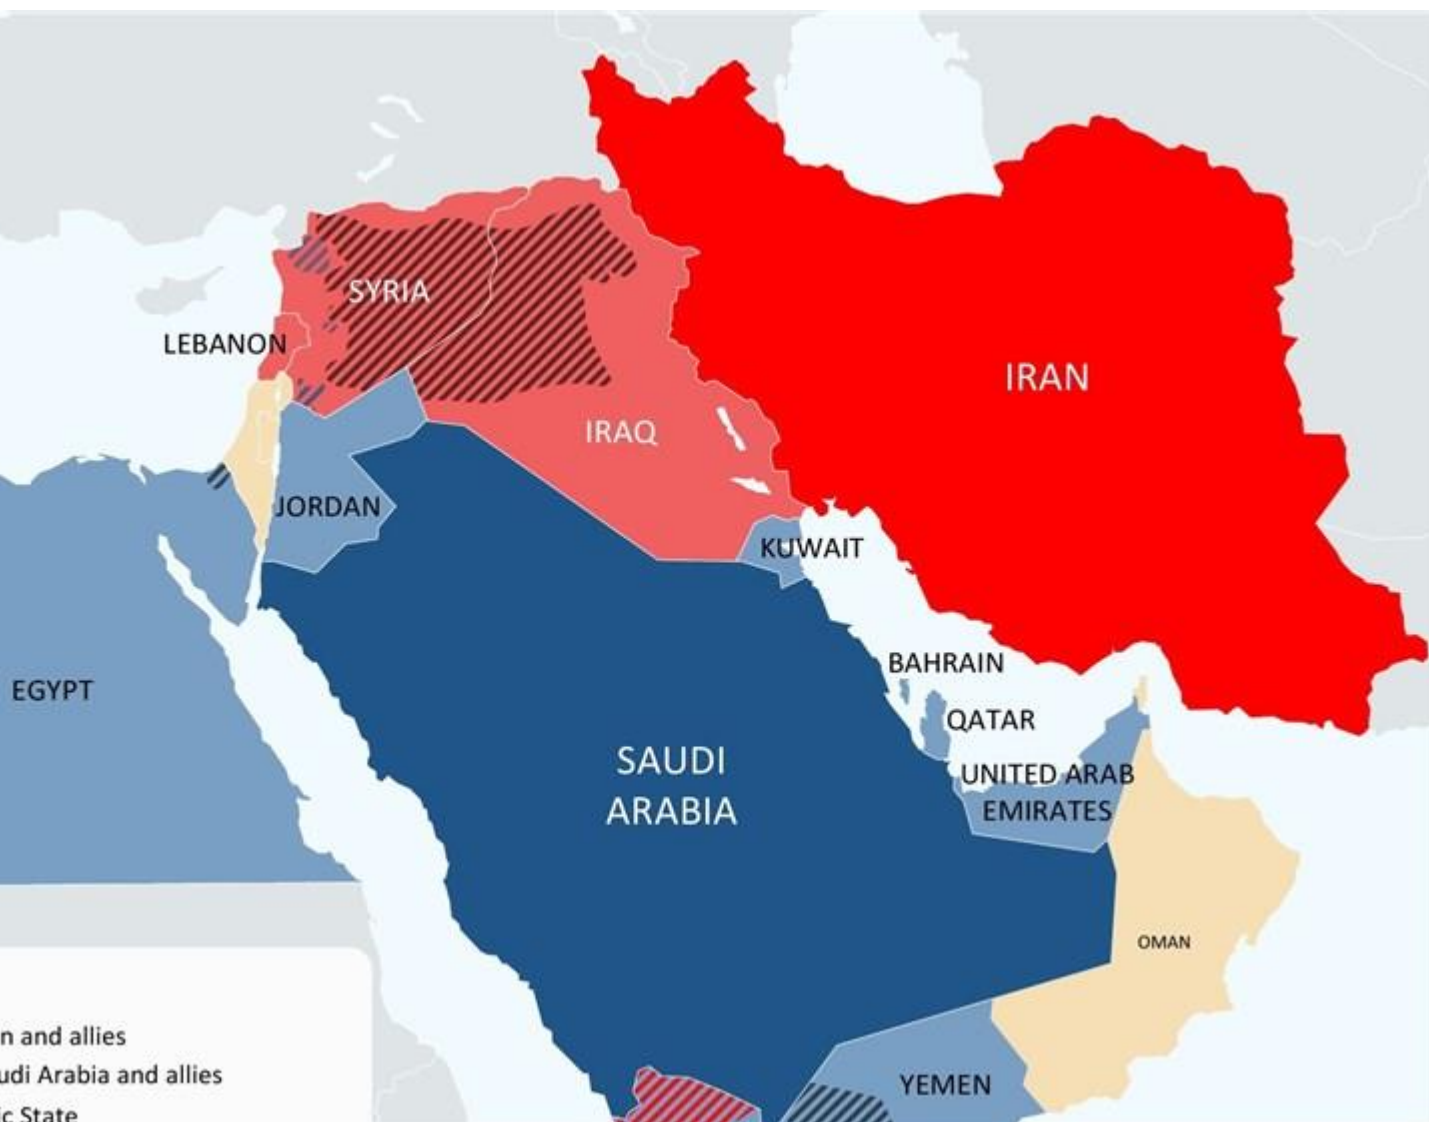 SYRIA
LEBANON
IRAN
IRAQ
JORDAN
KUWAIT
BAHRAIN
EGYPT
QATAR
SAUDI
ARABIA
UNITED ARAB
EMIRATES
OMAN
n and allies
udi Arabia and allies
YEMEN
ic State